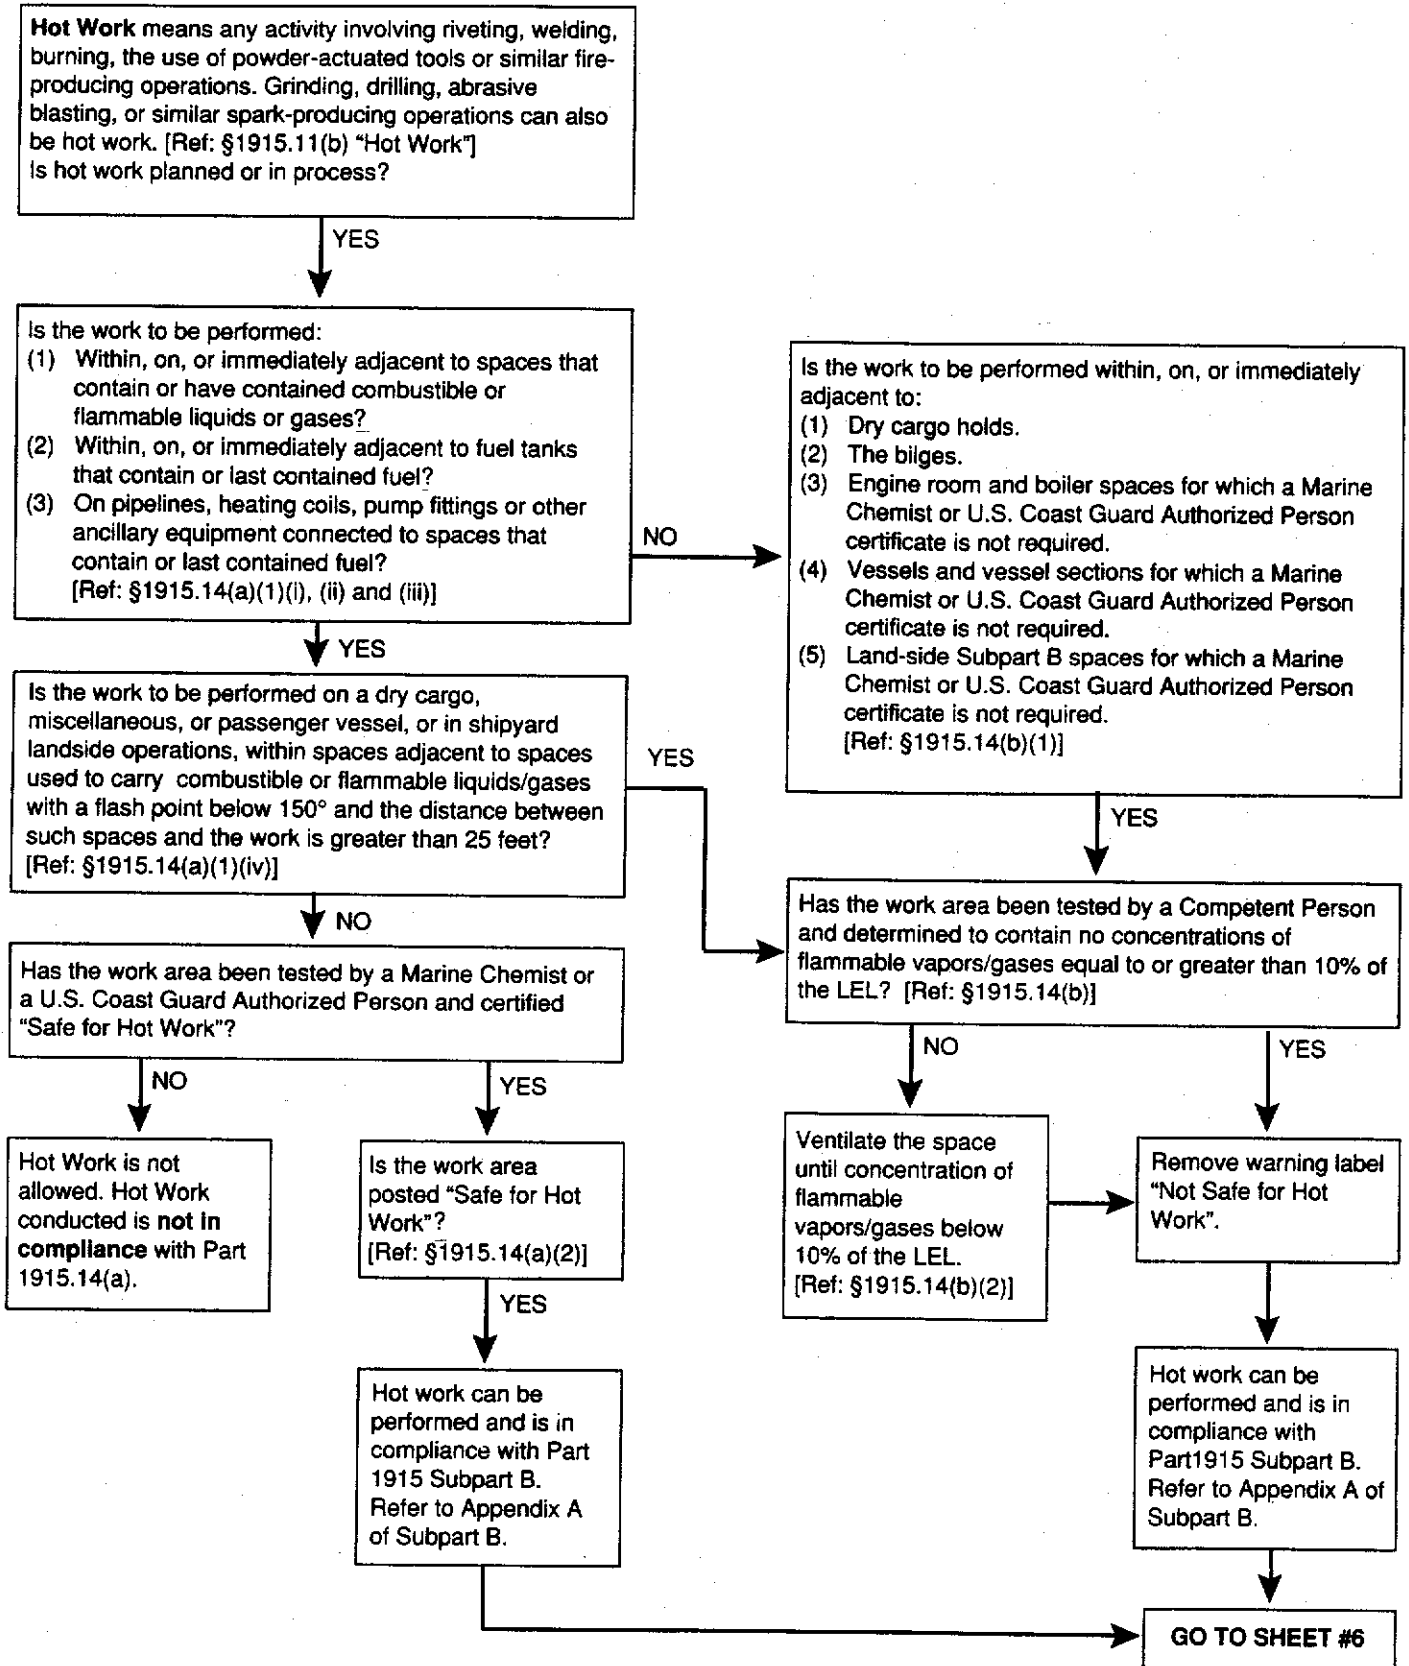 Hot Work means any activity involving riveting, welding,
burning, the use of powder-actuated tools or similar fire-
producing operations. Grinding, drilling, abrasive
blasting, or similar spark-producing operations can also
be hot work. [Ref: §1915.11(b) “Hot Work”]
Is hot work planned or in process?
YES
Is the work to be performed:
(1) Within, on, or immediately adjacent to spaces that
contain or have contained combustible or
flammable liquids or gases?
(2) Within, on, or immediately adjacent to fuel tanks
that contain or last contained fuel?
(3) On pipelines, heating coils, pump fittings or other
ancillary equipment connected to spaces that
contain or last contained fuel?
[Ref: §1915.14(a)(1)(i), (ii) and (iii)]
NO
Is the work to be performed within, on, or immediately
adjacent to:
(1) Dry cargo holds.
(2) The bilges.
(3) Engine room and boiler spaces for which a Marine
Chemist or U.S. Coast Guard Authorized Person
certificate is not required.
(4) Vessels and vessel sections for which a Marine
Chemist or U.S. Coast Guard Authorized Person
certificate is not required.
(5) Land-side Subpart B spaces for which a Marine
Chemist or U.S. Coast Guard Authorized Person
certificate is not required.
[Ref: §1915.14(b)(1)]
YES
Is the work to be performed on a dry cargo,
miscellaneous, or passenger vessel, or in shipyard
landside operations, within spaces adjacent to spaces
used to carry combustible or flammable liquids/gases
with a flash point below 150° and the distance between
such spaces and the work is greater than 25 feet?
[Ref: §1915.14(a)(1)(iv)]
YES
YES
NO
Has the work area been tested by a Competent Person
and determined to contain no concentrations of
flammable vapors/gases equal to or greater than 10% of
the LEL? [Ref: §1915.14(b)]
Has the work area been tested by a Marine Chemist or
a U.S. Coast Guard Authorized Person and certified
“Safe for Hot Work”?
NO
YES
NO
YES
Hot Work is not
allowed. Hot Work
conducted is not in
compliance with Part
1915.14(a).
Is the work area
posted “Safe for Hot
Work”?
[Ref: §1915.14(a)(2)]
Ventilate the space
until concentration of
flammable
vapors/gases below
10% of the LEL.
[Ref: §1915.14(b)(2)]
Remove warning label
“Not Safe for Hot
Work”.
YES
Hot work can be
performed and is in
compliance with Part
1915 Subpart B.
Refer to Appendix A
of Subpart B.
Hot work can be
performed and is in
compliance with
Part1915 Subpart B.
Refer to Appendix A of
Subpart B.
GO TO SHEET #6